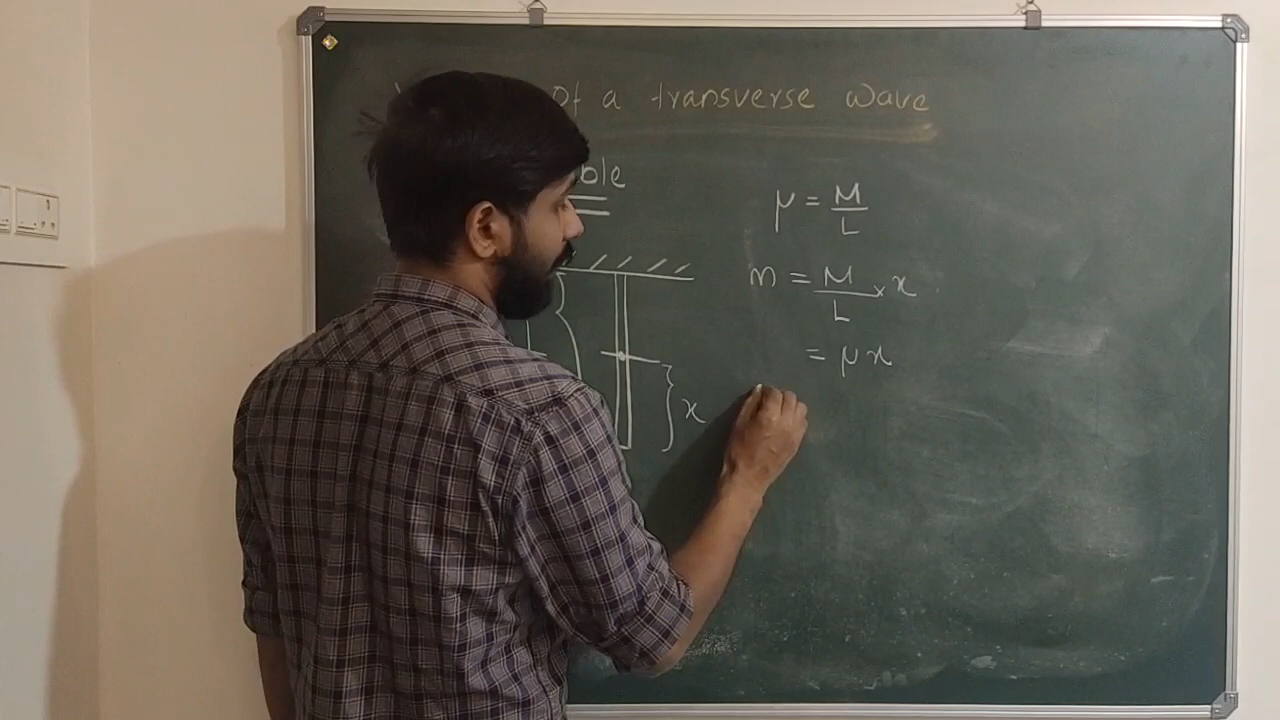 of a transverse wave
ble
μ = M/L
m = M/L × x
= μx
x